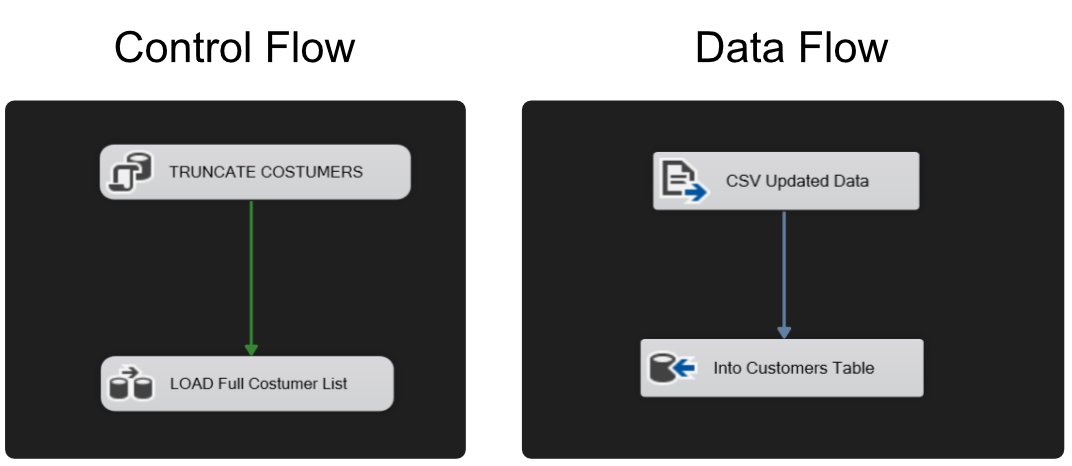 Control Flow
Data Flow
TRUNCATE COSTUMERS
LOAD Full Costumer List
CSV Updated Data
Into Customers Table